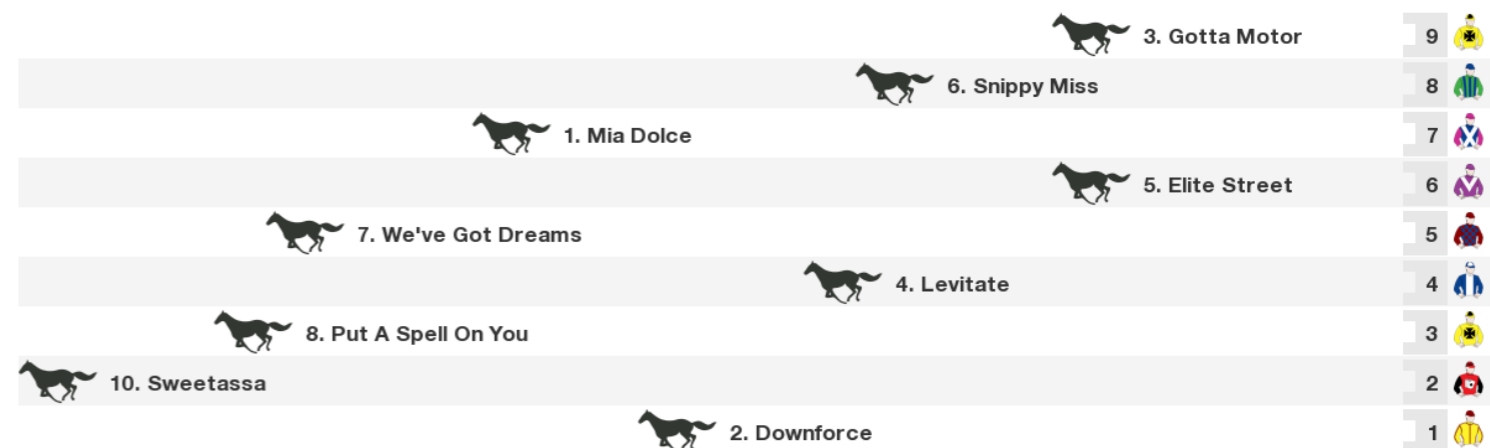 3. Gotta Motor 9
6. Snippy Miss 8
1. Mia Dolce 7
5. Elite Street 6
7. We've Got Dreams 5
4. Levitate 4
8. Put A Spell On You 3
10. Sweetassa 2
2. Downforce 1